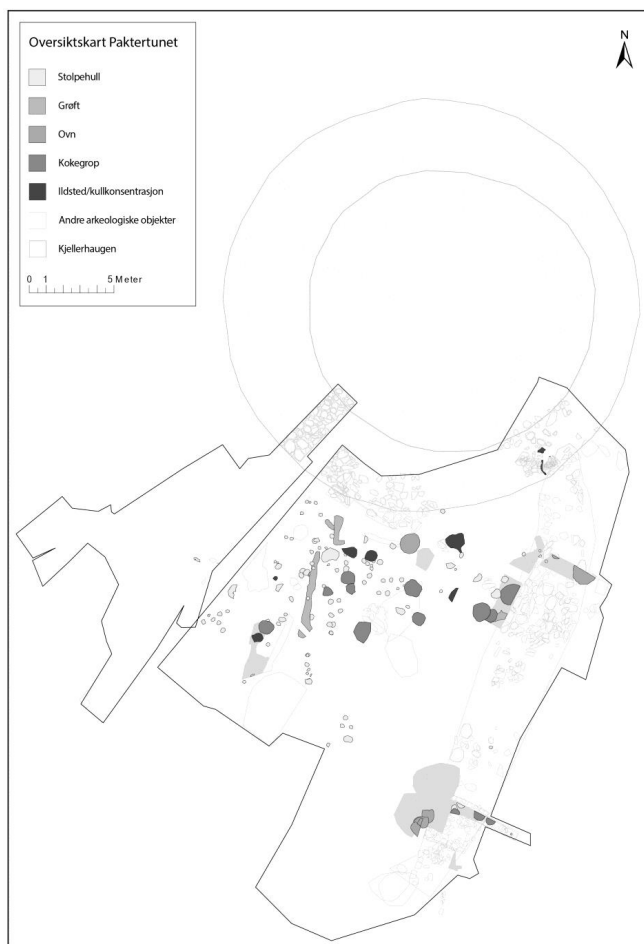 Oversiktskart Paktertunet
N
Stolpehull
Grøft
Ovn
Kokegrop
Ildsted/kullkonsentrasjon
Andre arkeologiske objekter
Kjellerhaugen
0 1 5 Meter